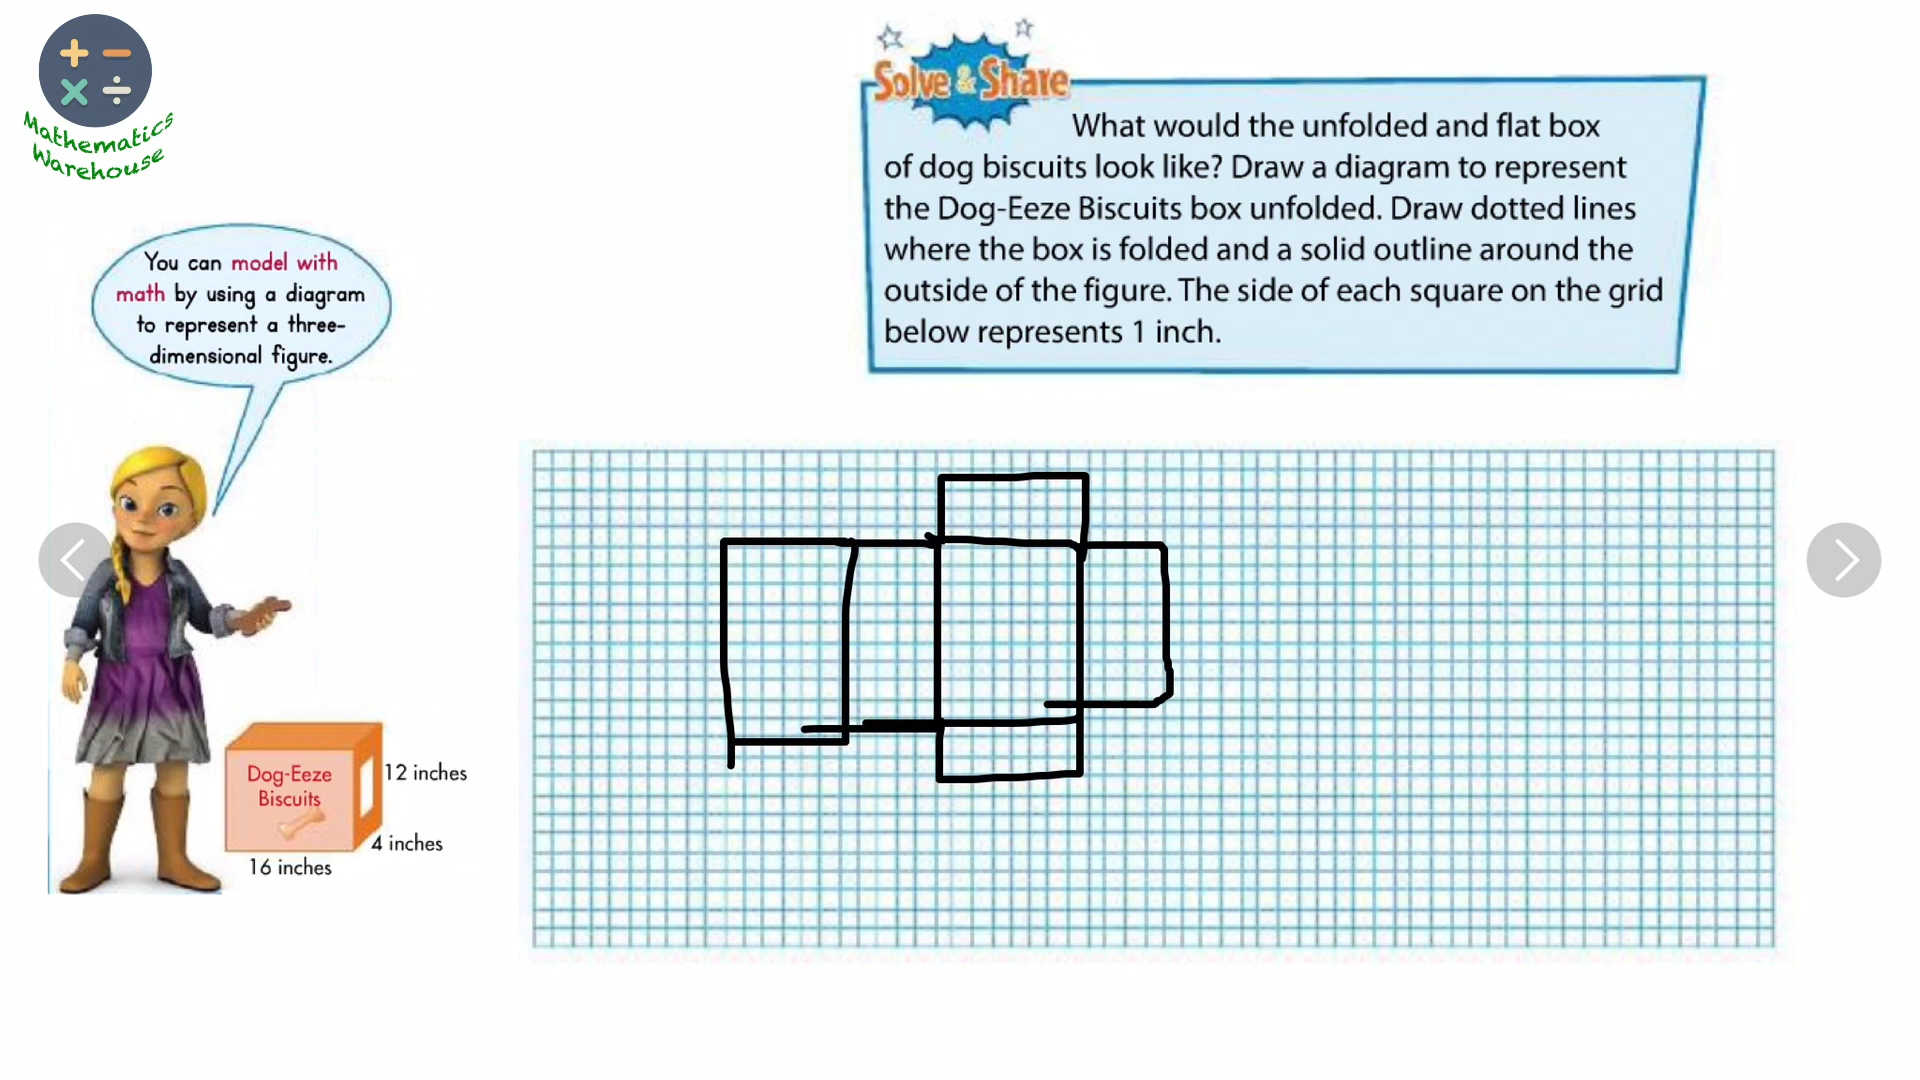 Mathematics
Warehouse
Solve & Share
What would the unfolded and flat box
of dog biscuits look like? Draw a diagram to represent
the Dog-Eeze Biscuits box unfolded. Draw dotted lines
where the box is folded and a solid outline around the
outside of the figure. The side of each square on the grid
below represents 1 inch.
You can model with
math by using a diagram
to represent a three-
dimensional figure.
Dog-Eeze
Biscuits
12 inches
4 inches
16 inches